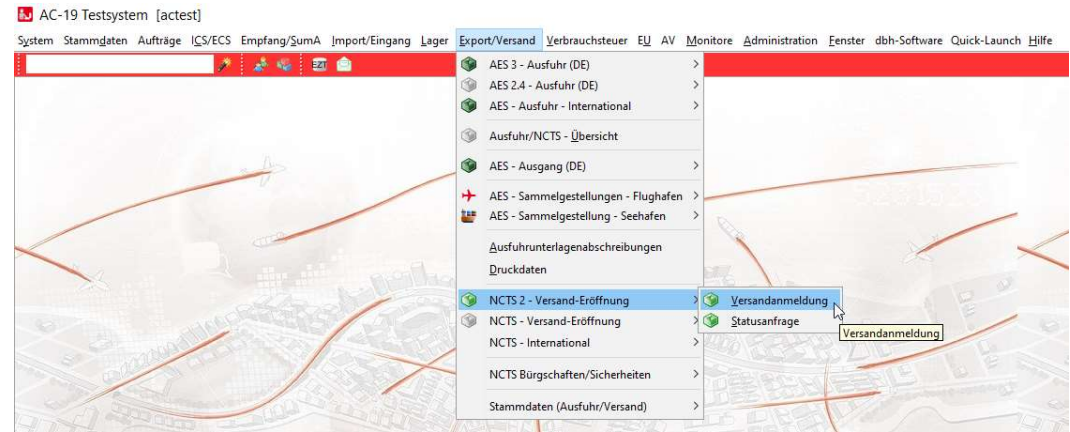 AC-19 Testsystem [actest]
System Stammdaten Aufträge ICS/ECS Empfang/SumA Import/Eingang Lager Export/Versand Verbrauchsteuer EU AV Monitore Administration Fenster dbh-Software Quick-Launch Hilfe
EZT
AES 3 - Ausfuhr (DE) >
AES 2.4 - Ausfuhr (DE) >
AES - Ausfuhr - International >
Ausfuhr/NCTS - Übersicht
AES - Ausgang (DE) >
AES - Sammelgestellungen - Flughafen >
AES - Sammelgestellung - Seehafen >
Ausfuhrunterlagenabschreibungen
Druckdaten
NCTS 2 - Versand-Eröffnung > Versandanmeldung
NCTS - Versand-Eröffnung > Statusanfrage
Versandanmeldung
NCTS - International >
NCTS Bürgschaften/Sicherheiten >
Stammdaten (Ausfuhr/Versand) >